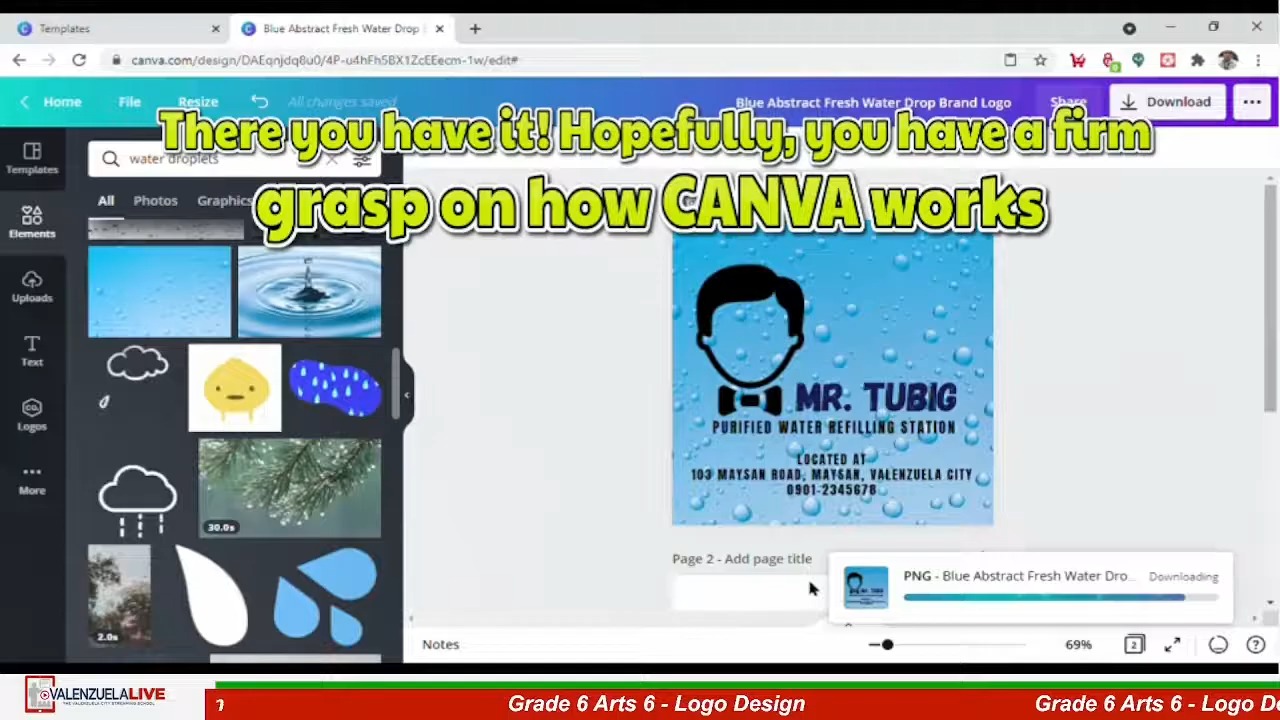 Templates
Blue Abstract Fresh Water Drop
canva.com/design/DAEqnjdq8u0/4P-u4hFh5BX1ZcEEecm-1w/edit#
Home
File
Resize
All changes saved
Blue Abstract Fresh Water Drop Brand Logo
Share
Download
There you have it! Hopefully, you have a firm
grasp on how CANVA works
water droplets
All
Photos
Graphics
Templates
Elements
Uploads
Text
Logos
More
30.0s
2.0s
MR. TUBIG
PURIFIED WATER REFILLING STATION
LOCATED AT
103 MAYSAN ROAD, MAYSAN, VALENZUELA CITY
0901-2345678
Page 2 - Add page title
PNG - Blue Abstract Fresh Water Dro...
Downloading
Notes
69%
2
VALENZUELALIVE
THE VALENZUELA CITY STREAMING SCHOOL
Grade 6 Arts 6 - Logo Design
Grade 6 Arts 6 - Logo De